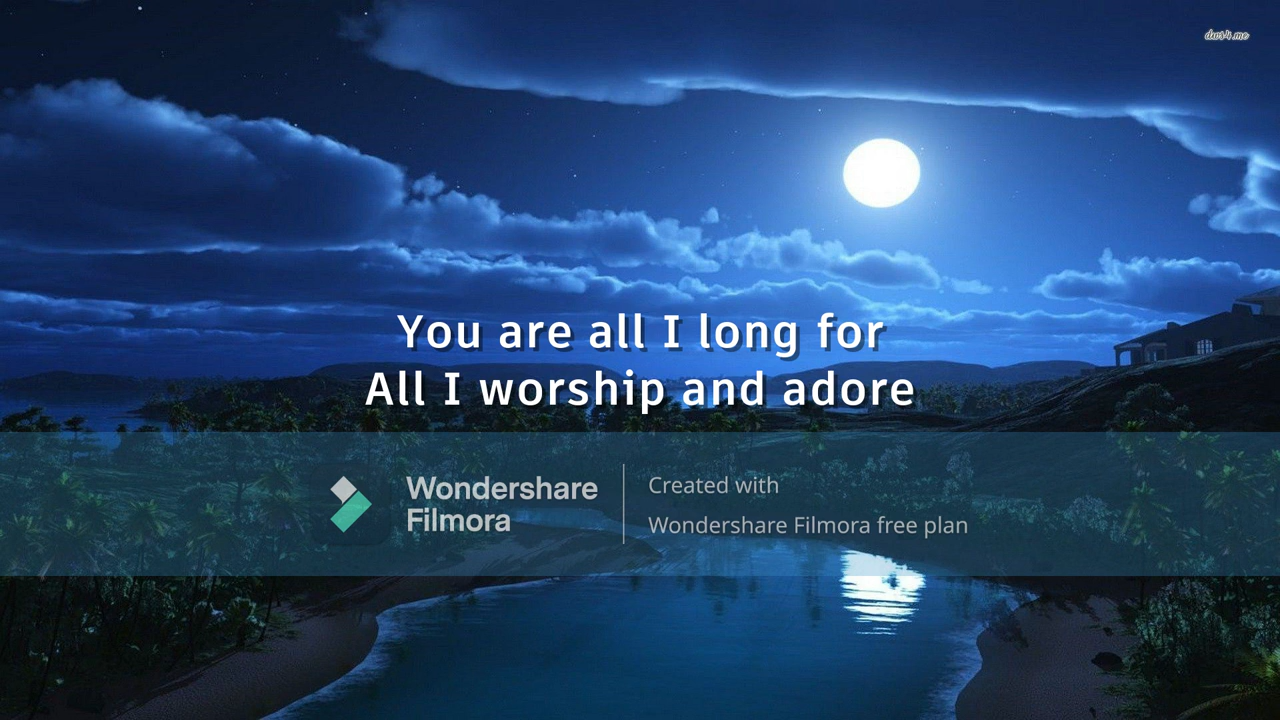 You are all I long for
All I worship and adore
Wondershare
Filmora
Created with
Wondershare Filmora free plan